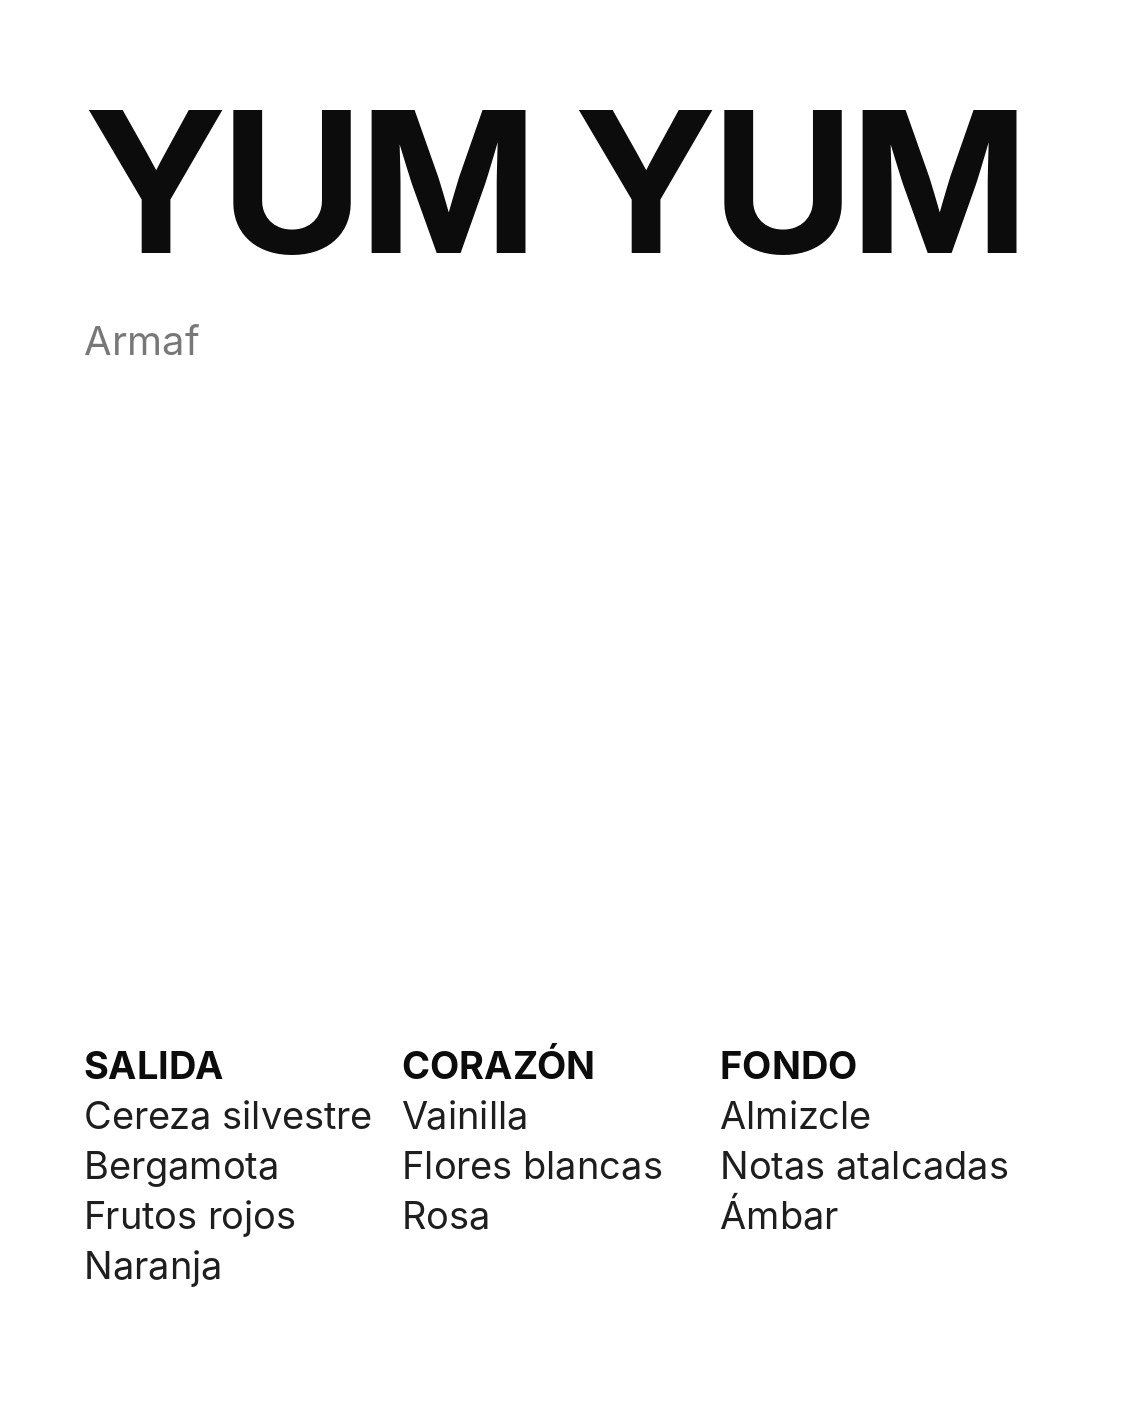 YUM YUM
Armaf
SALIDA
Cereza silvestre
Bergamota
Frutos rojos
Naranja
CORAZÓN
Vainilla
Flores blancas
Rosa
FONDO
Almizcle
Notas atalcadas
Ámbar